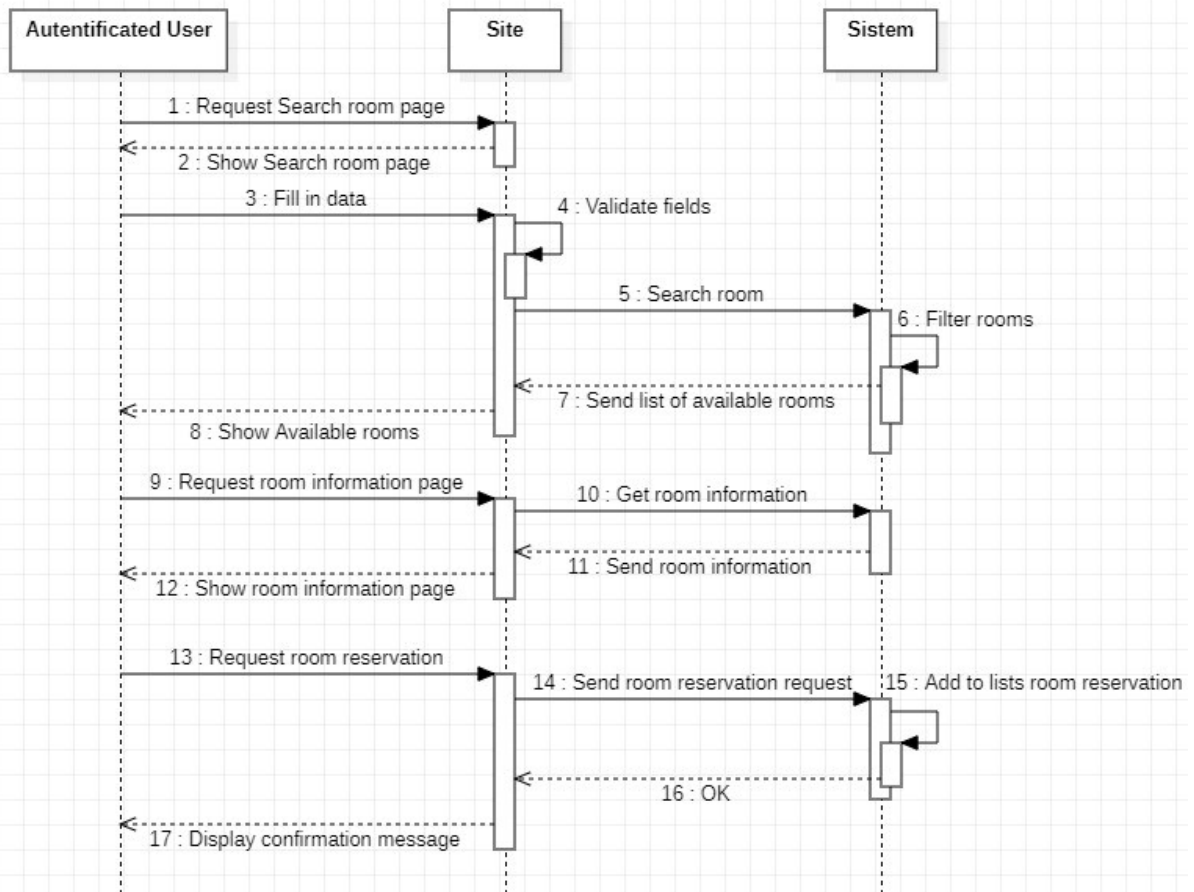 Autentificated User
Site
Sistem
1 : Request Search room page
2 : Show Search room page
3 : Fill in data
4 : Validate fields
5 : Search room
6 : Filter rooms
7 : Send list of available rooms
8 : Show Available rooms
9 : Request room information page
10 : Get room information
11 : Send room information
12 : Show room information page
13 : Request room reservation
14 : Send room reservation request
15 : Add to lists room reservation
16 : OK
17 : Display confirmation message